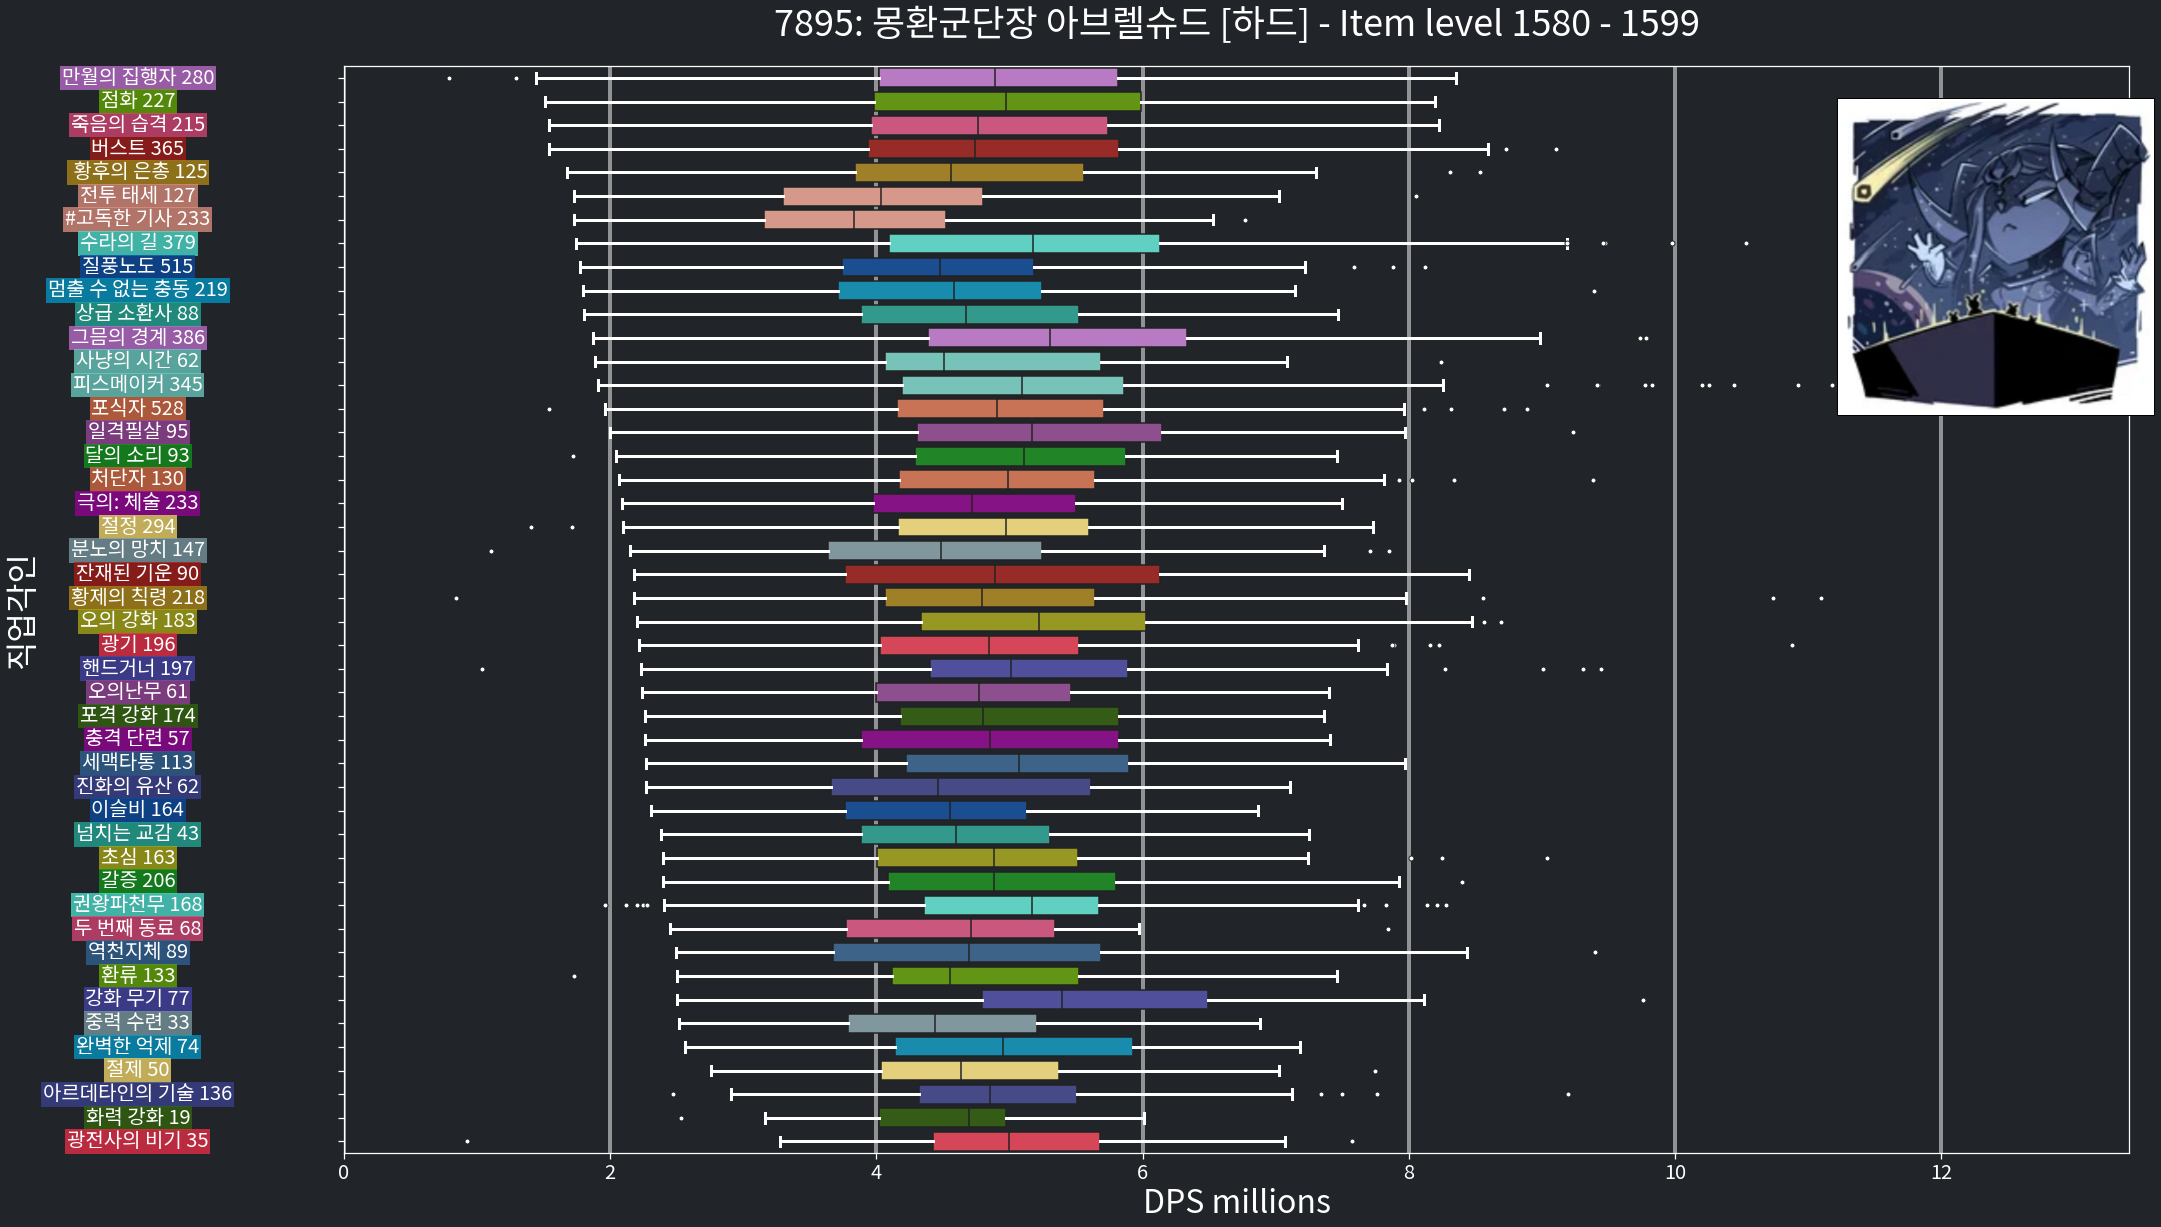 7895: 몽환군단장 아브렐슈드 [하드] - Item level 1580 - 1599
직업각인
만월의 집행자 280
점화 227
죽음의 습격 215
버스트 365
황후의 은총 125
전투 태세 127
#고독한 기사 233
수라의 길 379
질풍노도 515
멈출 수 없는 충동 219
상급 소환사 88
그믐의 경계 386
사냥의 시간 62
피스메이커 345
포식자 528
일격필살 95
달의 소리 93
처단자 130
극의: 체술 233
절정 294
분노의 망치 147
잔재된 기운 90
황제의 칙령 218
오의 강화 183
광기 196
핸드거너 197
오의난무 61
포격 강화 174
충격 단련 57
세맥타통 113
진화의 유산 62
이슬비 164
넘치는 교감 43
초심 163
갈증 206
권왕파천무 168
두 번째 동료 68
역천지체 89
환류 133
강화 무기 77
중력 수련 33
완벽한 억제 74
절제 50
아르데타인의 기술 136
화력 강화 19
광전사의 비기 35
0 2 4 6 8 10 12
DPS millions